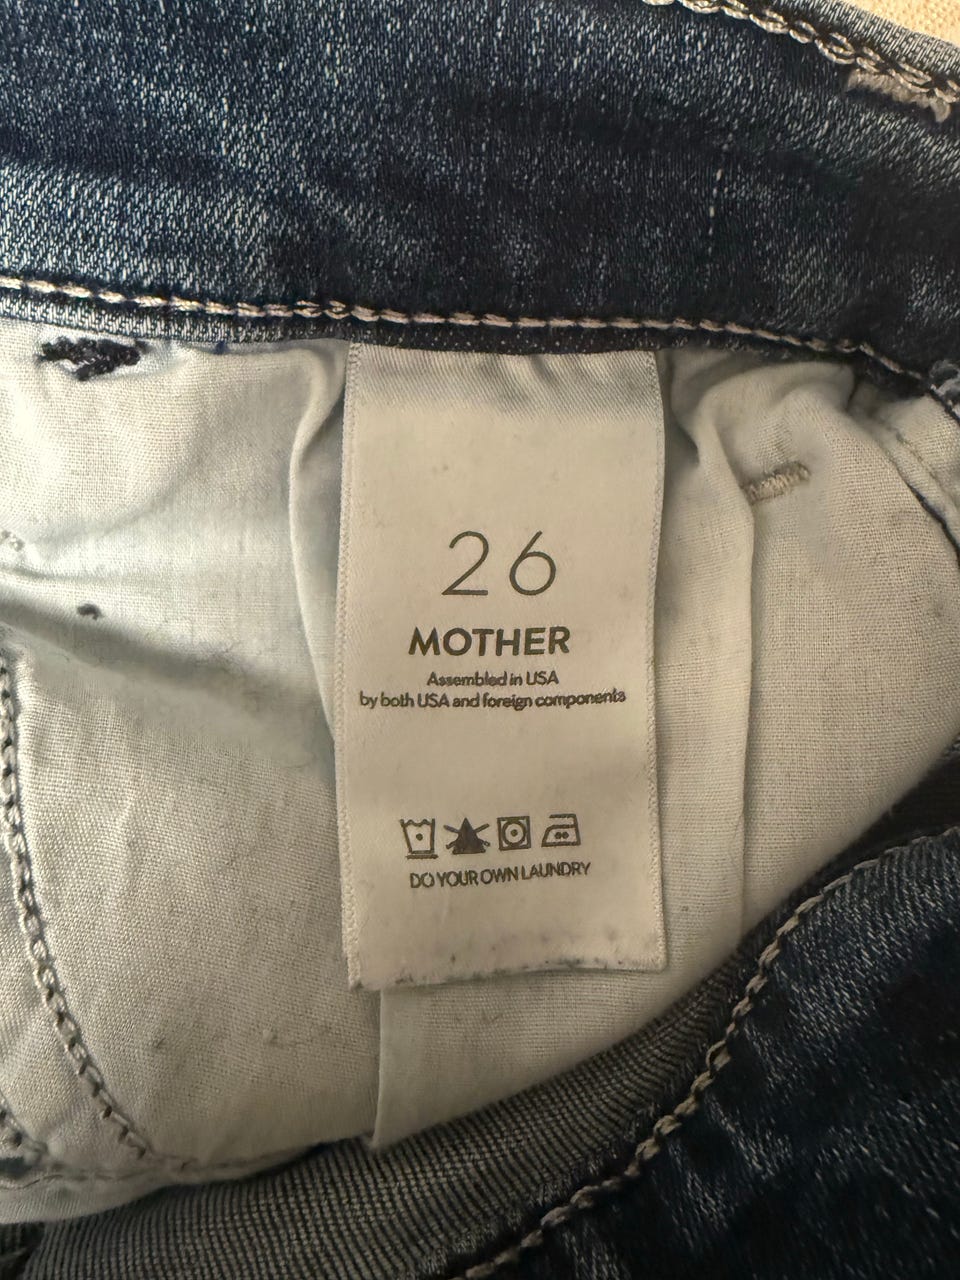 26
MOTHER
Assembled in USA
by both USA and foreign components
DO YOUR OWN LAUNDRY